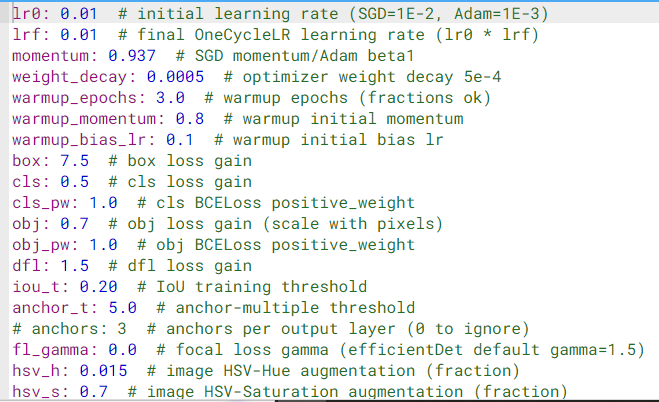 lr0: 0.01  # initial learning rate (SGD=1E-2, Adam=1E-3)
lrf: 0.01  # final OneCycleLR learning rate (lr0 * lrf)
momentum: 0.937  # SGD momentum/Adam beta1
weight_decay: 0.0005  # optimizer weight decay 5e-4
warmup_epochs: 3.0  # warmup epochs (fractions ok)
warmup_momentum: 0.8  # warmup initial momentum
warmup_bias_lr: 0.1  # warmup initial bias lr
box: 7.5  # box loss gain
cls: 0.5  # cls loss gain
cls_pw: 1.0  # cls BCELoss positive_weight
obj: 0.7  # obj loss gain (scale with pixels)
obj_pw: 1.0  # obj BCELoss positive_weight
dfl: 1.5  # dfl loss gain
iou_t: 0.20  # IoU training threshold
anchor_t: 5.0  # anchor-multiple threshold
# anchors: 3  # anchors per output layer (0 to ignore)
fl_gamma: 0.0  # focal loss gamma (efficientDet default gamma=1.5)
hsv_h: 0.015  # image HSV-Hue augmentation (fraction)
hsv_s: 0.7  # image HSV-Saturation augmentation (fraction)